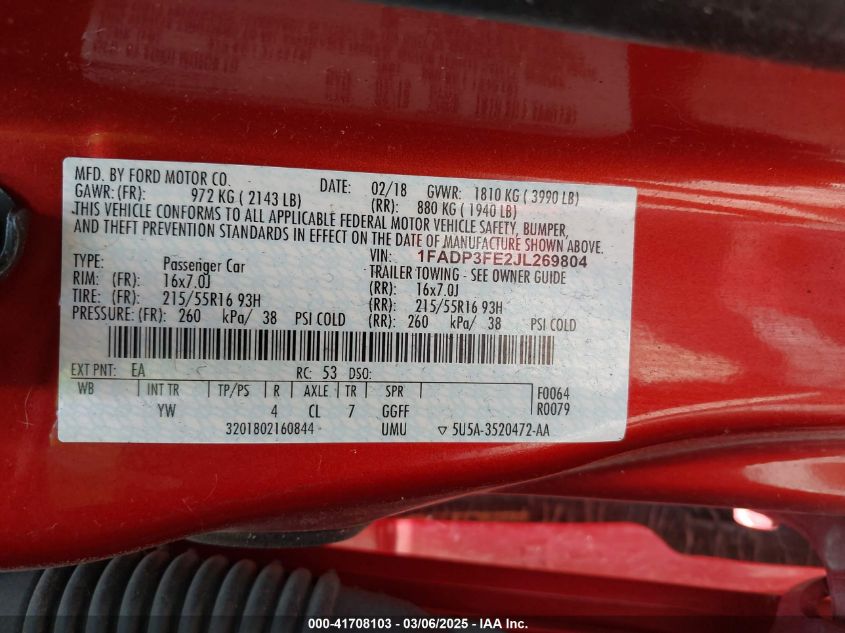 MFD. BY FORD MOTOR CO. DATE: 02/18 GVWR: 1810 KG ( 3990 LB)
GAWR: (FR): 972 KG ( 2143 LB) (RR): 880 KG ( 1940 LB)
THIS VEHICLE CONFORMS TO ALL APPLICABLE FEDERAL MOTOR VEHICLE SAFETY, BUMPER,
AND THEFT PREVENTION STANDARDS IN EFFECT ON THE DATE OF MANUFACTURE SHOWN ABOVE.
VIN: 1FADP3FE2JL269804
TYPE: Passenger Car TRAILER TOWING - SEE OWNER GUIDE
RIM: (FR): 16x7.0J (RR): 16x7.0J
TIRE: (FR): 215/55R16 93H (RR): 215/55R16 93H
PRESSURE: (FR): 260 kPa/ 38 PSI COLD (RR): 260 kPa/ 38 PSI COLD
EXT PNT: EA RC: 53 DSO:
WB INT TR TP/PS R AXLE TR SPR F0064
YW 4 CL 7 GGFF R0079
3201802160844 UMU ▽ 5U5A-3520472-AA
000-41708103 - 03/06/2025 - IAA Inc.